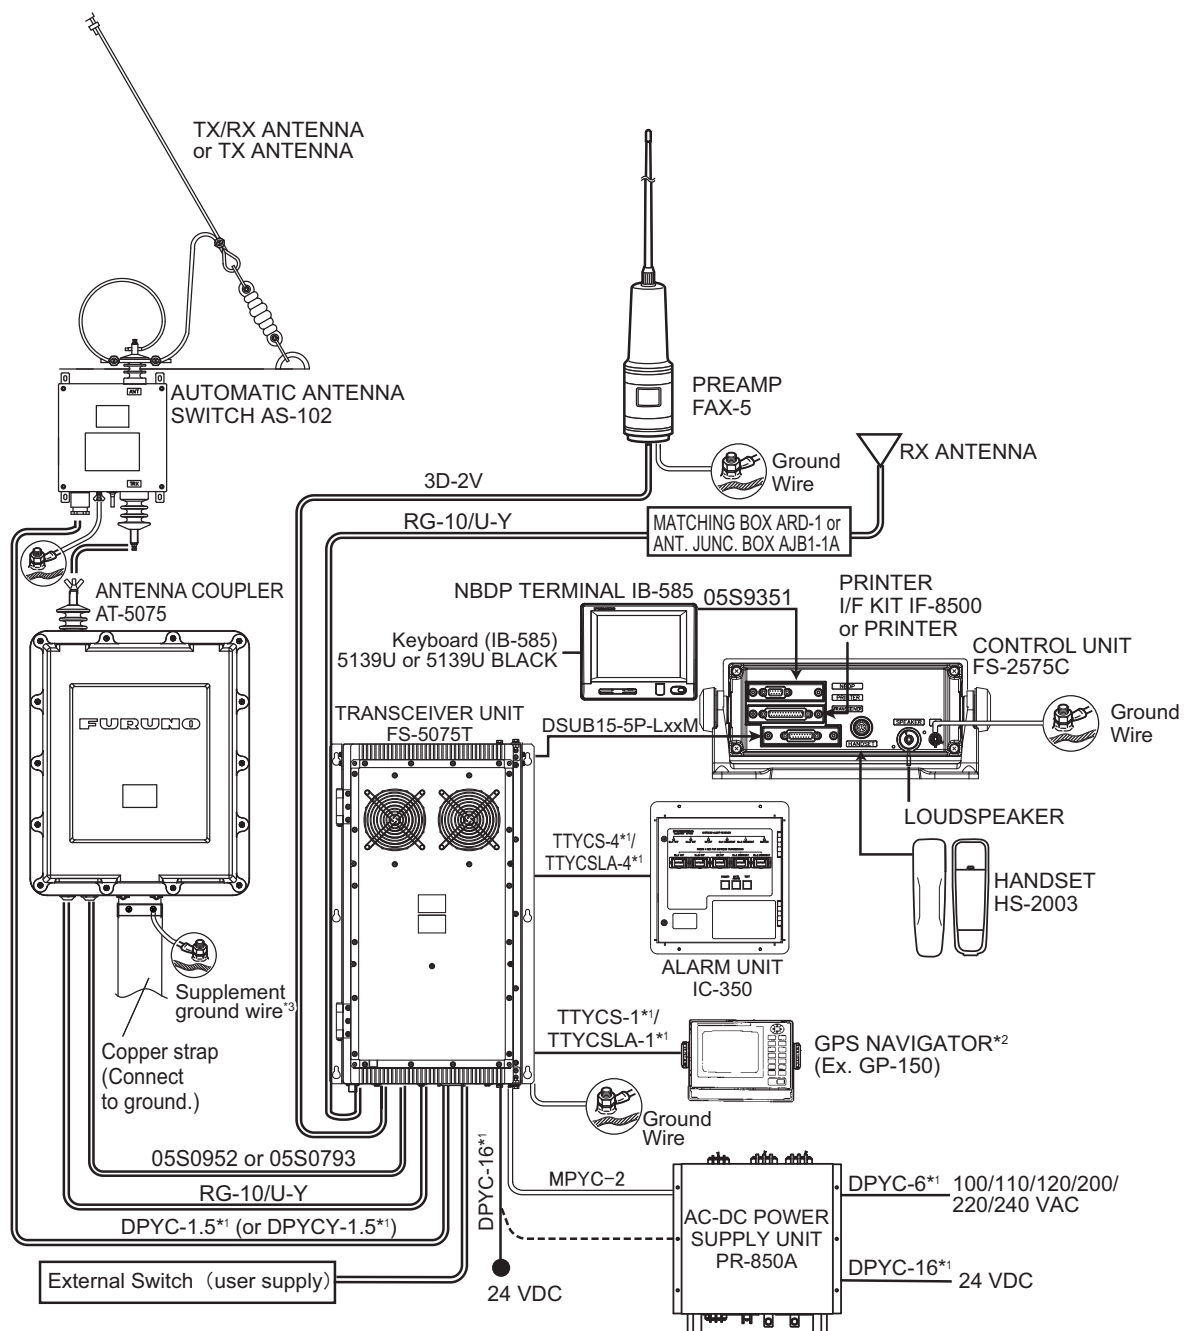 TX/RX ANTENNA
or TX ANTENNA
ANT
AUTOMATIC ANTENNA
SWITCH AS-102
TRX
PREAMP
FAX-5
Ground
Wire
RX ANTENNA
3D-2V
RG-10/U-Y
MATCHING BOX ARD-1 or
ANT. JUNC. BOX AJB1-1A
ANTENNA COUPLER
AT-5075
FURUNO
NBDP TERMINAL IB-585
05S9351
PRINTER
I/F KIT IF-8500
or PRINTER
Keyboard (IB-585)
5139U or 5139U BLACK
CONTROL UNIT
FS-2575C
NBDP
PRINTER
SPEAKER
HANDSET
Ground
Wire
TRANSCEIVER UNIT
FS-5075T
DSUB15-5P-LxxM
LOUDSPEAKER
TTYCS-4*1/
TTYCSLA-4*1
HANDSET
HS-2003
ALARM UNIT
IC-350
Supplement
ground wire*3
Copper strap
(Connect
to ground.)
TTYCS-1*1/
TTYCSLA-1*1
GPS NAVIGATOR*2
(Ex. GP-150)
Ground
Wire
05S0952 or 05S0793
RG-10/U-Y
DPYC-1.5*1 (or DPYCY-1.5*1)
External Switch (user supply)
DPYC-16*1
24 VDC
MPYC-2
AC-DC POWER
SUPPLY UNIT
PR-850A
DPYC-6*1
100/110/120/200/
220/240 VAC
DPYC-16*1
24 VDC